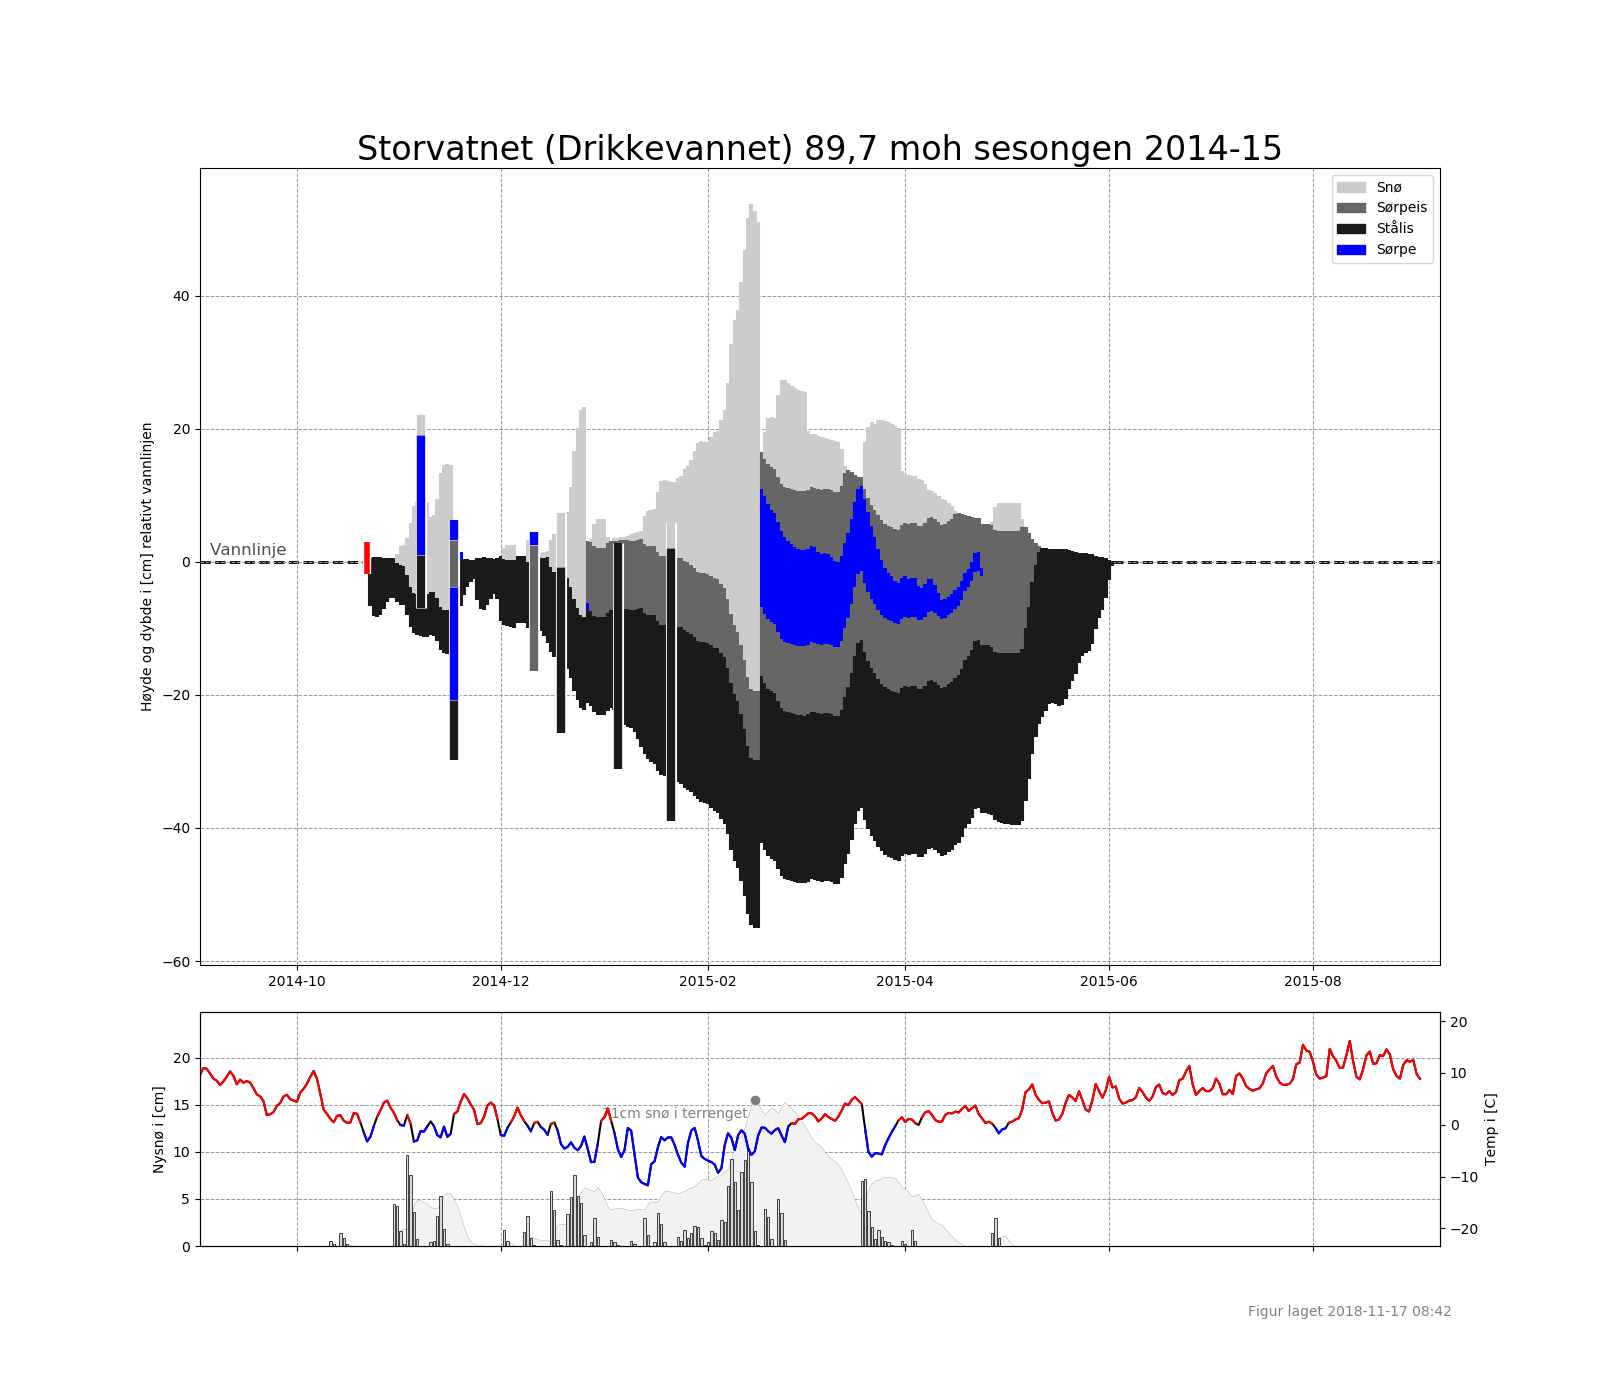 Storvatnet (Drikkevannet) 89,7 moh sesongen 2014-15
Snø
Sørpeis
Stålis
Sørpe
Høyde og dybde i [cm] relativt vannlinjen
40
20
0
−20
−40
−60
Vannlinje
2014-10 2014-12 2015-02 2015-04 2015-06 2015-08
Nysnø i [cm]
20
15
10
5
0
1cm snø i terrenget
Temp i [C]
20
10
0
−10
−20
Figur laget 2018-11-17 08:42